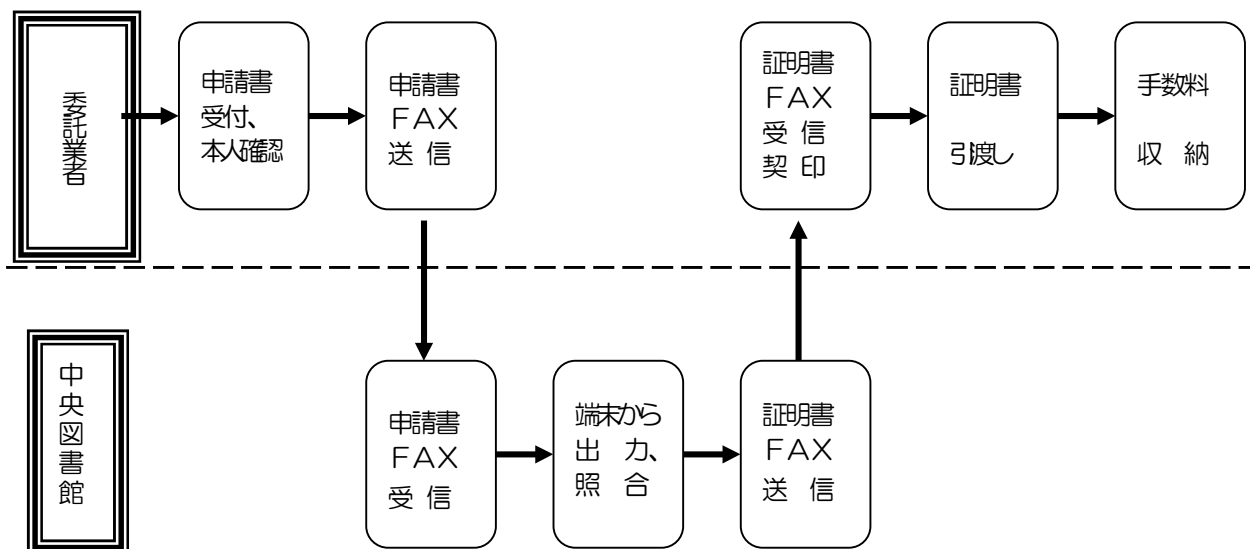 委託業者
申請書
受付、
本人確認
申請書
FAX
送 信
証明書
FAX
受 信
契 印
証明書
引渡し
手数料
収 納
中央図書館
申請書
FAX
受 信
端末から
出 力、
照 合
証明書
FAX
送 信